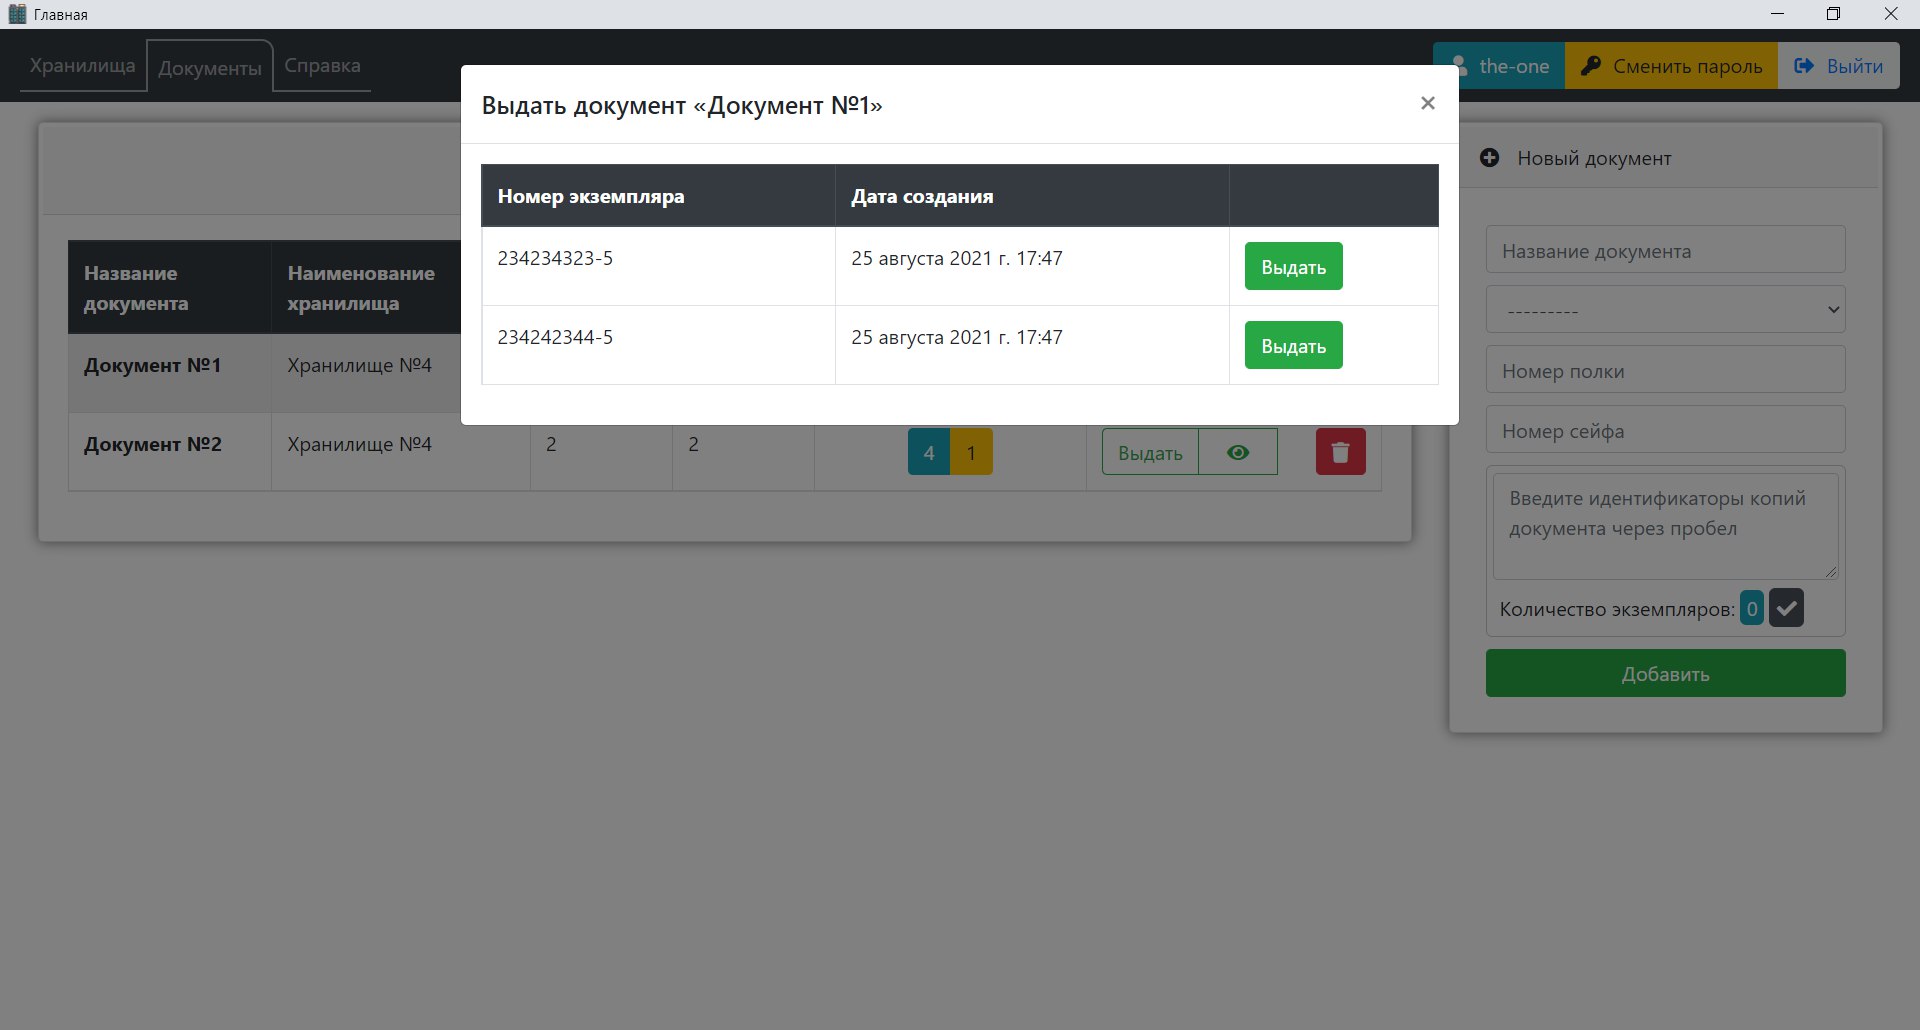 Главная
Хранилища Документы Справка
the-one Сменить пароль Выйти
Выдать документ «Документ №1» ×
Номер экземпляра Дата создания
234234323-5 25 августа 2021 г. 17:47 Выдать
234242344-5 25 августа 2021 г. 17:47 Выдать
Название документа Наименование хранилища
Документ №1 Хранилище №4
Документ №2 Хранилище №4 2 2 4 1 Выдать
Новый документ
Название документа
---------
Номер полки
Номер сейфа
Введите идентификаторы копий
документа через пробел
Количество экземпляров: 0
Добавить